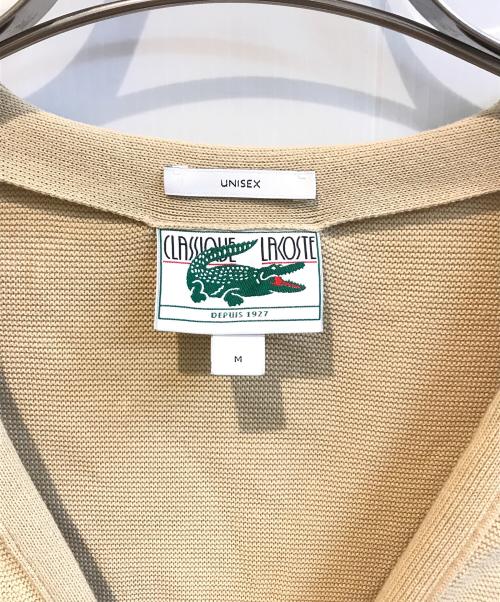 UNISEX
CLASSIQUE LACOSTE
DEPUIS 1927
M